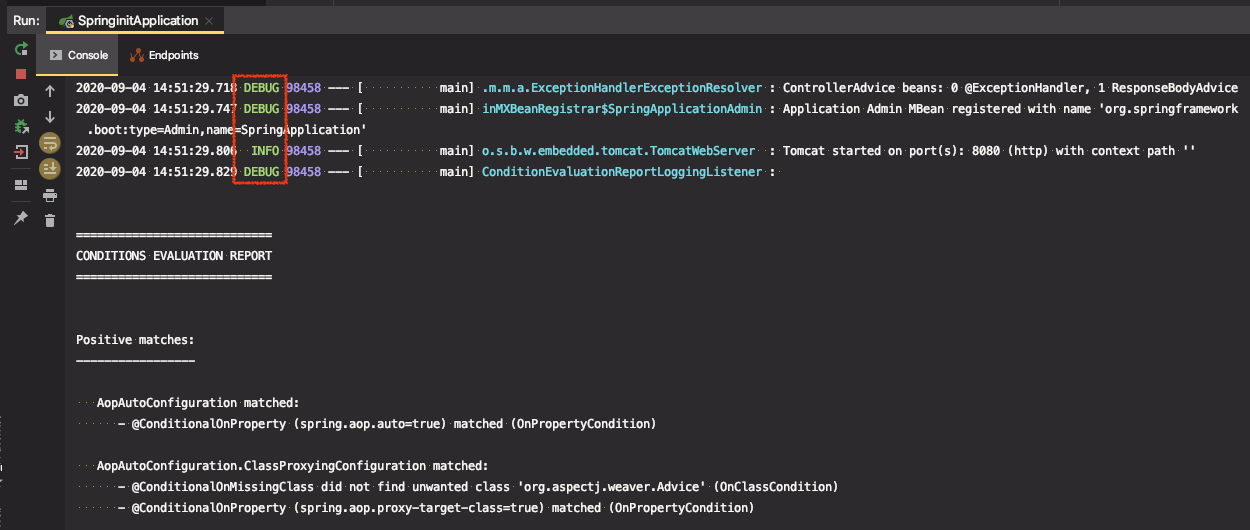 Run: SpringinitApplication ×
Console Endpoints
2020-09-04 14:51:29.718 DEBUG 98458 --- [           main] .m.m.a.ExceptionHandlerExceptionResolver : ControllerAdvice beans: 0 @ExceptionHandler, 1 ResponseBodyAdvice
2020-09-04 14:51:29.747 DEBUG 98458 --- [           main] inMXBeanRegistrar$SpringApplicationAdmin : Application Admin MBean registered with name 'org.springframework
.boot:type=Admin,name=SpringApplication'
2020-09-04 14:51:29.806  INFO 98458 --- [           main] o.s.b.w.embedded.tomcat.TomcatWebServer  : Tomcat started on port(s): 8080 (http) with context path ''
2020-09-04 14:51:29.829 DEBUG 98458 --- [           main] ConditionEvaluationReportLoggingListener :
============================
CONDITIONS EVALUATION REPORT
============================
Positive matches:
-----------------
AopAutoConfiguration matched:
- @ConditionalOnProperty (spring.aop.auto=true) matched (OnPropertyCondition)
AopAutoConfiguration.ClassProxyingConfiguration matched:
- @ConditionalOnMissingClass did not find unwanted class 'org.aspectj.weaver.Advice' (OnClassCondition)
- @ConditionalOnProperty (spring.aop.proxy-target-class=true) matched (OnPropertyCondition)